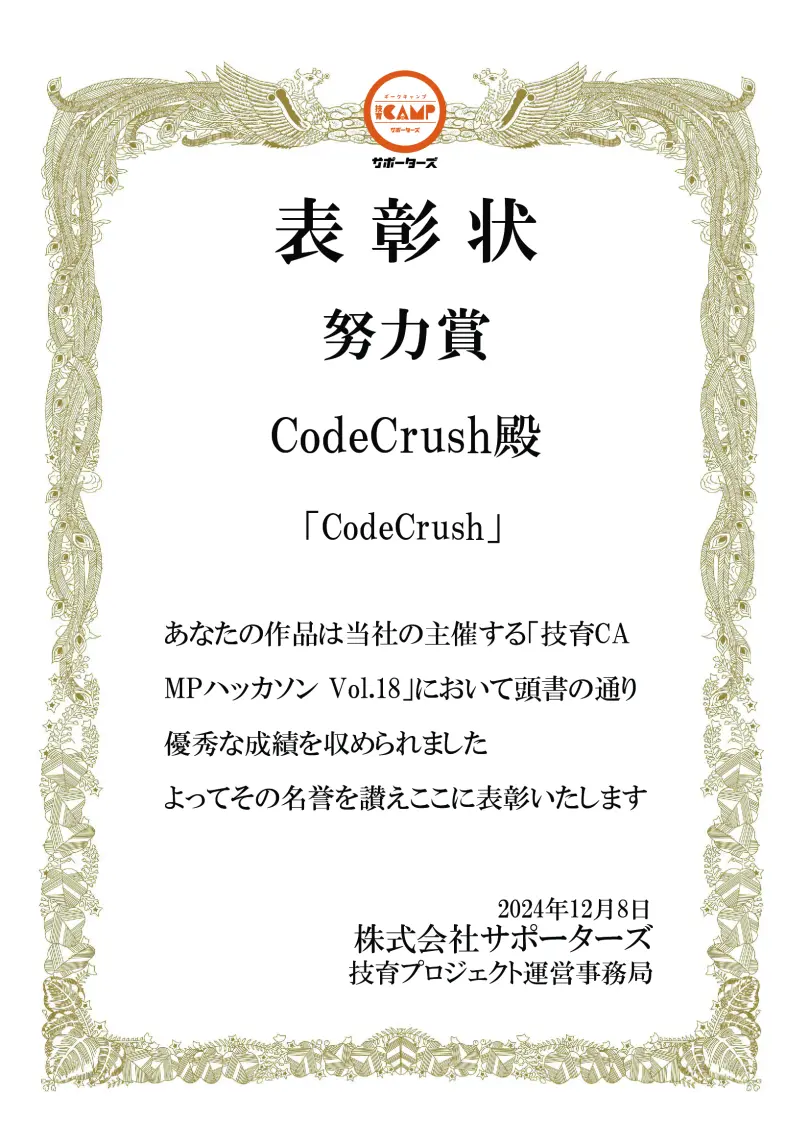 ギークキャンプ
技育CAMP
サポーターズ
サポーターズ
表彰状
努力賞
CodeCrush殿
「CodeCrush」
あなたの作品は当社の主催する「技育CA
MPハッカソン Vol.18」において頭書の通り
優秀な成績を収められました
よってその名誉を讃えここに表彰いたします
2024年12月8日
株式会社サポーターズ
技育プロジェクト運営事務局